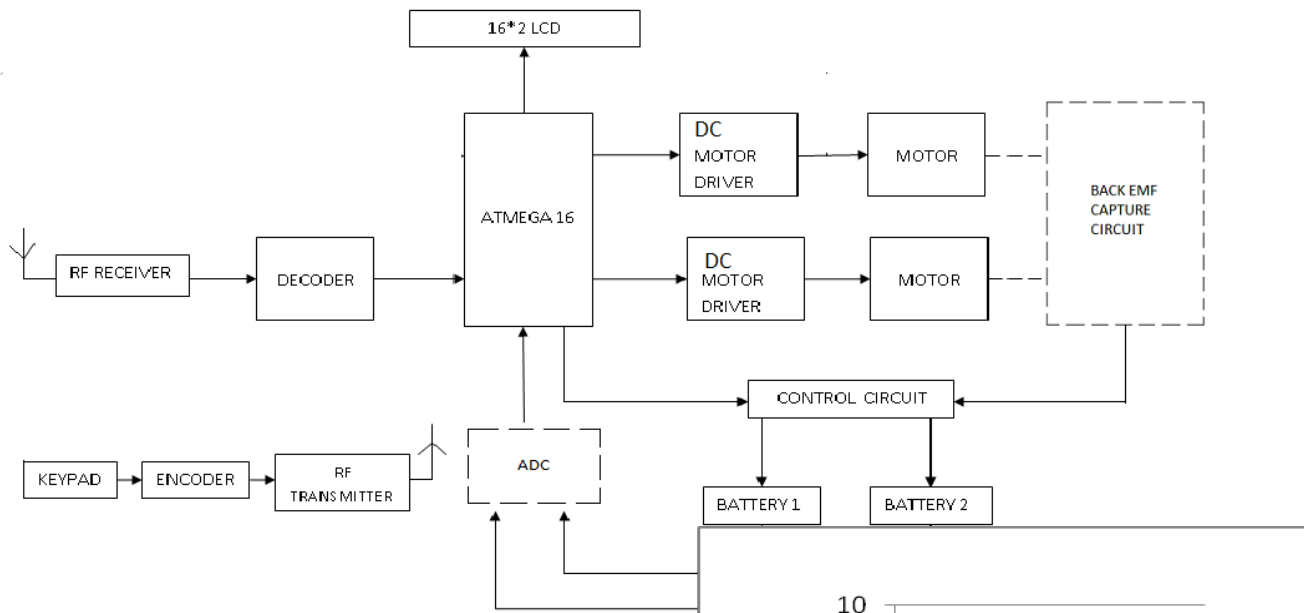 16*2 LCD
DC
MOTOR
DRIVER
MOTOR
BACK EMF
CAPTURE
CIRCUIT
ATMEGA 16
RF RECEIVER
DECODER
DC
MOTOR
DRIVER
MOTOR
CONTROL CIRCUIT
KEYPAD
ENCODER
RF
TRANSMITTER
ADC
BATTERY 1
BATTERY 2
10